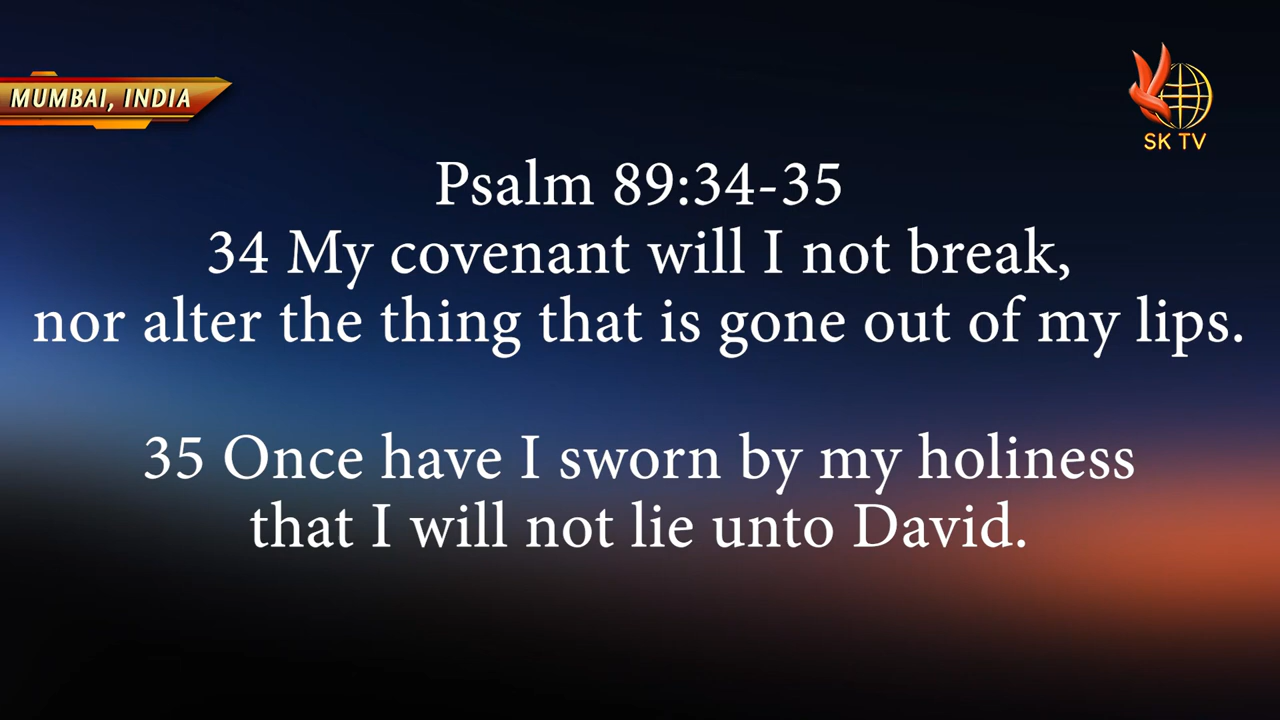 MUMBAI, INDIA
SK TV
Psalm 89:34-35
34 My covenant will I not break,
nor alter the thing that is gone out of my lips.
35 Once have I sworn by my holiness
that I will not lie unto David.